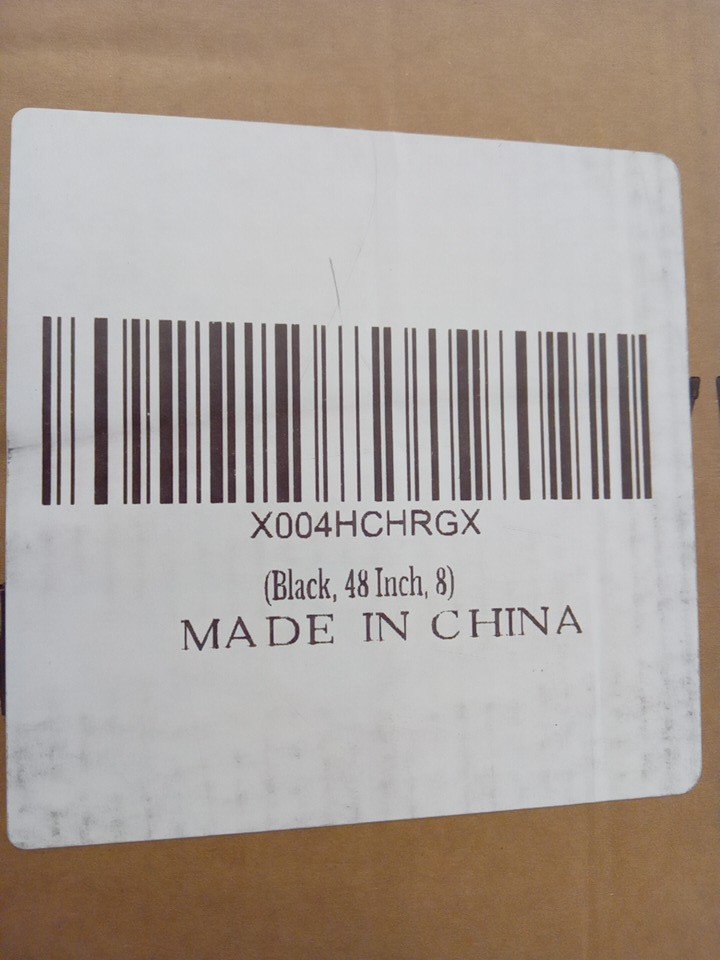 X004HCHRGX
(Black, 48 Inch, 8)
MADE IN CHINA